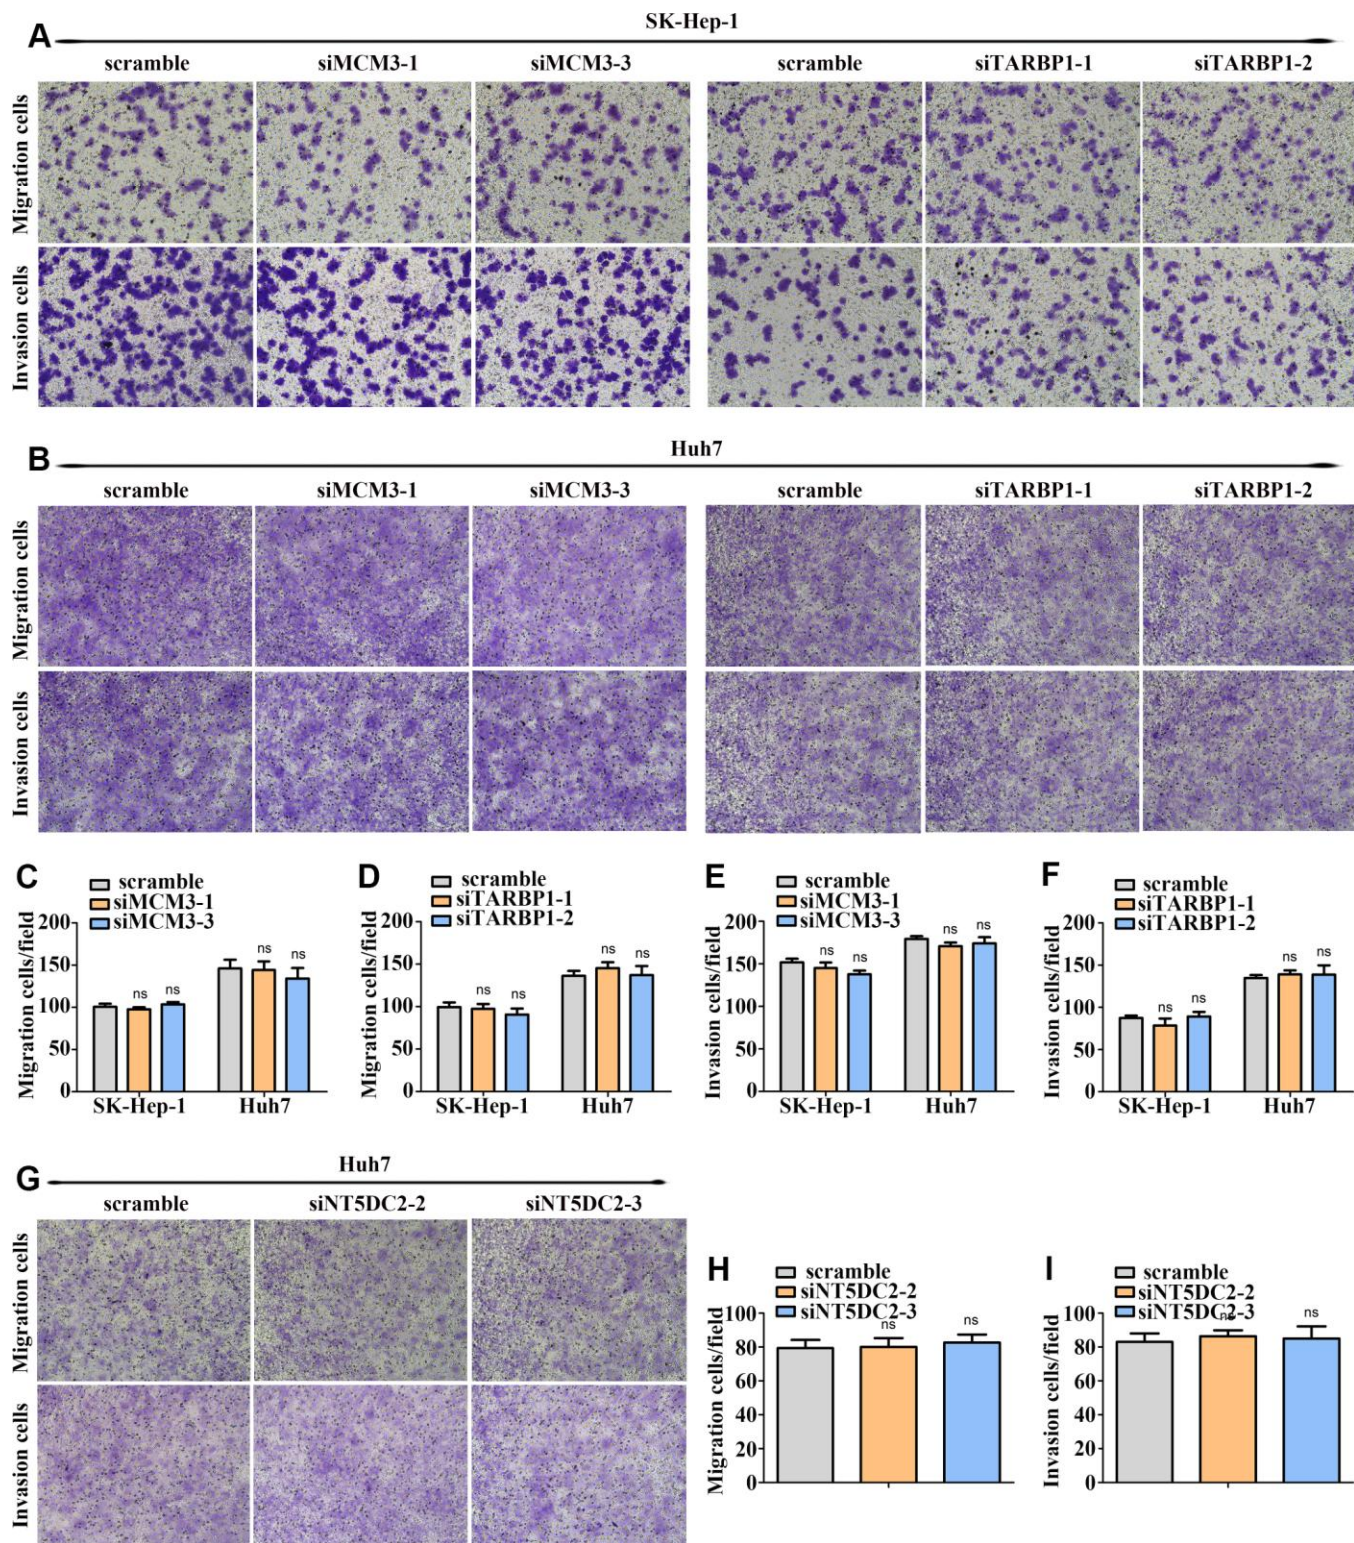 A
SK-Hep-1
scramble siMCM3-1 siMCM3-3 scramble siTARBP1-1 siTARBP1-2
Migration cells
Invasion cells
B
Huh7
scramble siMCM3-1 siMCM3-3 scramble siTARBP1-1 siTARBP1-2
Migration cells
Invasion cells
C
scramble
siMCM3-1
siMCM3-3
Migration cells/field
200
150
100
50
0
ns ns
ns ns
SK-Hep-1 Huh7
D
scramble
siTARBP1-1
siTARBP1-2
Migration cells/field
200
150
100
50
0
ns ns
ns ns
SK-Hep-1 Huh7
E
scramble
siMCM3-1
siMCM3-3
Invasion cells/field
200
150
100
50
0
ns ns
ns ns
SK-Hep-1 Huh7
F
scramble
siTARBP1-1
siTARBP1-2
Invasion cells/field
200
150
100
50
0
ns ns
ns ns
SK-Hep-1 Huh7
G
Huh7
scramble siNT5DC2-2 siNT5DC2-3
Migration cells
Invasion cells
H
scramble
siNT5DC2-2
siNT5DC2-3
Migration cells/field
100
80
60
40
20
0
ns ns
I
scramble
siNT5DC2-2
siNT5DC2-3
Invasion cells/field
100
80
60
40
20
0
ns ns